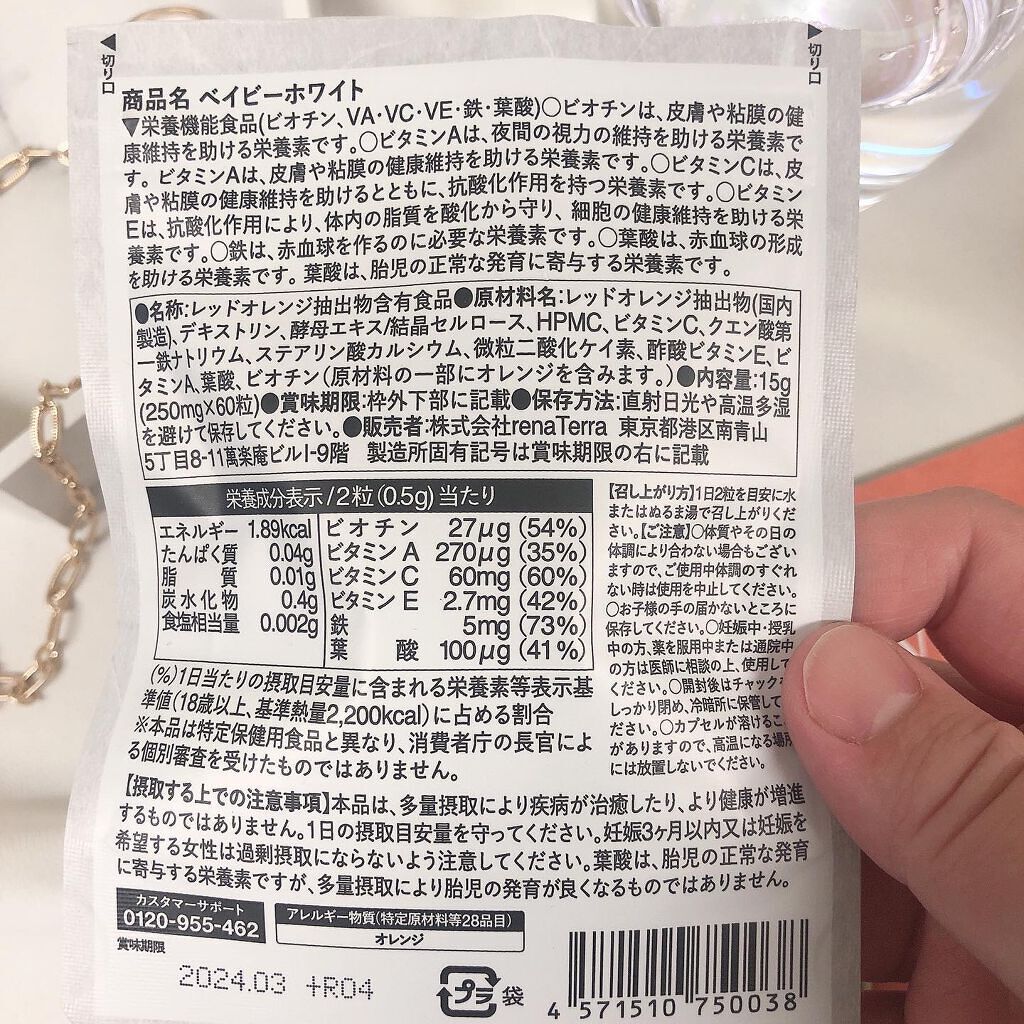 ◀切り口
▶切り口
商品名 ベイビーホワイト
▼栄養機能食品(ビオチン、VA・VC・VE・鉄・葉酸)○ビオチンは、皮膚や粘膜の健
康維持を助ける栄養素です。○ビタミンAは、夜間の視力の維持を助ける栄養素で
す。ビタミンAは、皮膚や粘膜の健康維持を助ける栄養素です。○ビタミンCは、皮
膚や粘膜の健康維持を助けるとともに、抗酸化作用を持つ栄養素です。○ビタミン
Eは、抗酸化作用により、体内の脂質を酸化から守り、細胞の健康維持を助ける栄
養素です。○鉄は、赤血球を作るのに必要な栄養素です。○葉酸は、赤血球の形成
を助ける栄養素です。葉酸は、胎児の正常な発育に寄与する栄養素です。
●名称:レッドオレンジ抽出物含有食品●原材料名:レッドオレンジ抽出物(国内
製造)、デキストリン、酵母エキス/結晶セルロース、HPMC、ビタミンC、クエン酸第
一鉄ナトリウム、ステアリン酸カルシウム、微粒二酸化ケイ素、酢酸ビタミンE、ビ
タミンA、葉酸、ビオチン(原材料の一部にオレンジを含みます。)●内容量:15g
(250mg×60粒)●賞味期限:枠外下部に記載●保存方法:直射日光や高温多湿
を避けて保存してください。●販売者:株式会社renaTerra 東京都港区南青山
5丁目8-11萬楽庵ビルI-9階 製造所固有記号は賞味期限の右に記載
栄養成分表示/2粒(0.5g)当たり
エネルギー 1.89kcal
たんぱく質 0.04g
脂質 0.01g
炭水化物 0.4g
食塩相当量 0.002g
ビオチン 27μg (54%)
ビタミンA 270μg (35%)
ビタミンC 60mg (60%)
ビタミンE 2.7mg (42%)
鉄 5mg (73%)
葉酸 100μg (41%)
(%)1日当たりの摂取目安量に含まれる栄養素等表示基
準値(18歳以上、基準熱量2,200kcal)に占める割合
※本品は特定保健用食品と異なり、消費者庁の長官によ
る個別審査を受けたものではありません。
【召し上がり方】1日2粒を目安に水
またはぬるま湯で召し上がりくだ
さい。【ご注意】○体質やその日の
体調により合わない場合もござい
ますので、ご使用中体調のすぐれ
ない時は使用を中止してください。
○お子様の手の届かないところに
保存してください。○妊娠中・授乳
中の方、薬を服用中または通院中
の方は医師に相談の上、使用して
ください。○開封後はチャックを
しっかり閉め、冷暗所に保管して
ださい。○カプセルが溶けるこ
がありますので、高温になる場所
には放置しないでください。
【摂取する上での注意事項】本品は、多量摂取により疾病が治癒したり、より健康が増進
するものではありません。1日の摂取目安量を守ってください。妊娠3ヶ月以内又は妊娠を
希望する女性は過剰摂取にならないよう注意してください。葉酸は、胎児の正常な発育
に寄与する栄養素ですが、多量摂取により胎児の発育が良くなるものではありません。
カスタマーサポート
0120-955-462
アレルギー物質(特定原材料等28品目)
オレンジ
賞味期限
2024.03 +R04
プラ 袋
4 571510 750038